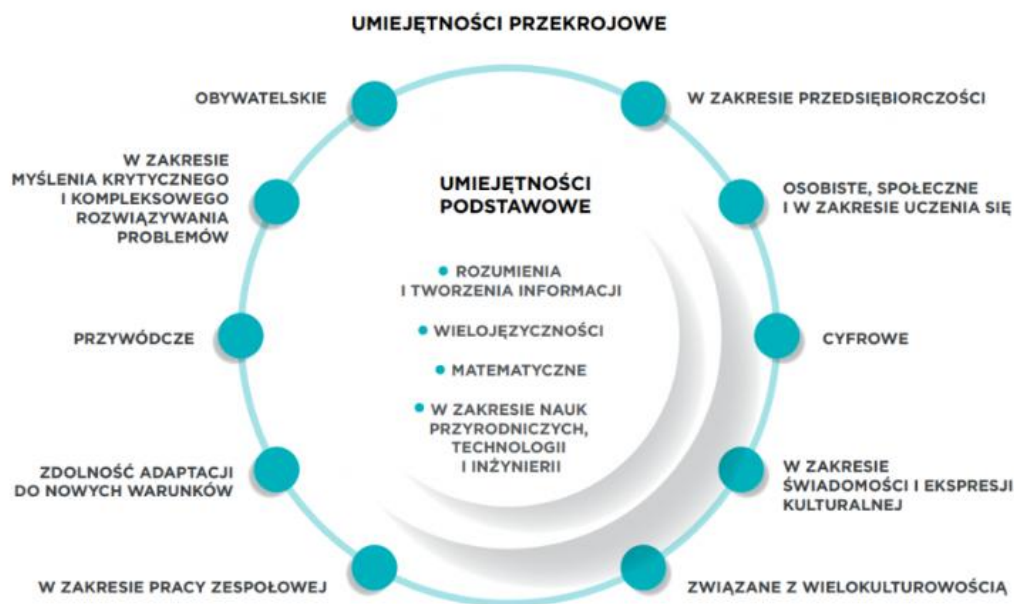 UMIEJĘTNOŚCI PRZEKROJOWE
OBYWATELSKIE
W ZAKRESIE PRZEDSIĘBIORCZOŚCI
W ZAKRESIE
MYŚLENIA KRYTYCZNEGO
I KOMPLEKSOWEGO
ROZWIĄZYWANIA
PROBLEMÓW
UMIEJĘTNOŚCI
PODSTAWOWE
OSOBISTE, SPOŁECZNE
I W ZAKRESIE UCZENIA SIĘ
ROZUMIENIA
I TWORZENIA INFORMACJI
WIELOJĘZYCZNOŚCI
MATEMATYCZNE
W ZAKRESIE NAUK
PRZYRODNICZYCH,
TECHNOLOGII
I INŻYNIERII
PRZYWÓDCZE
CYFROWE
ZDOLNOŚĆ ADAPTACJI
DO NOWYCH WARUNKÓW
W ZAKRESIE
ŚWIADOMOŚCI I EKSPRESJI
KULTURALNEJ
W ZAKRESIE PRACY ZESPOŁOWEJ
ZWIĄZANE Z WIELOKULTUROWOŚCIĄ